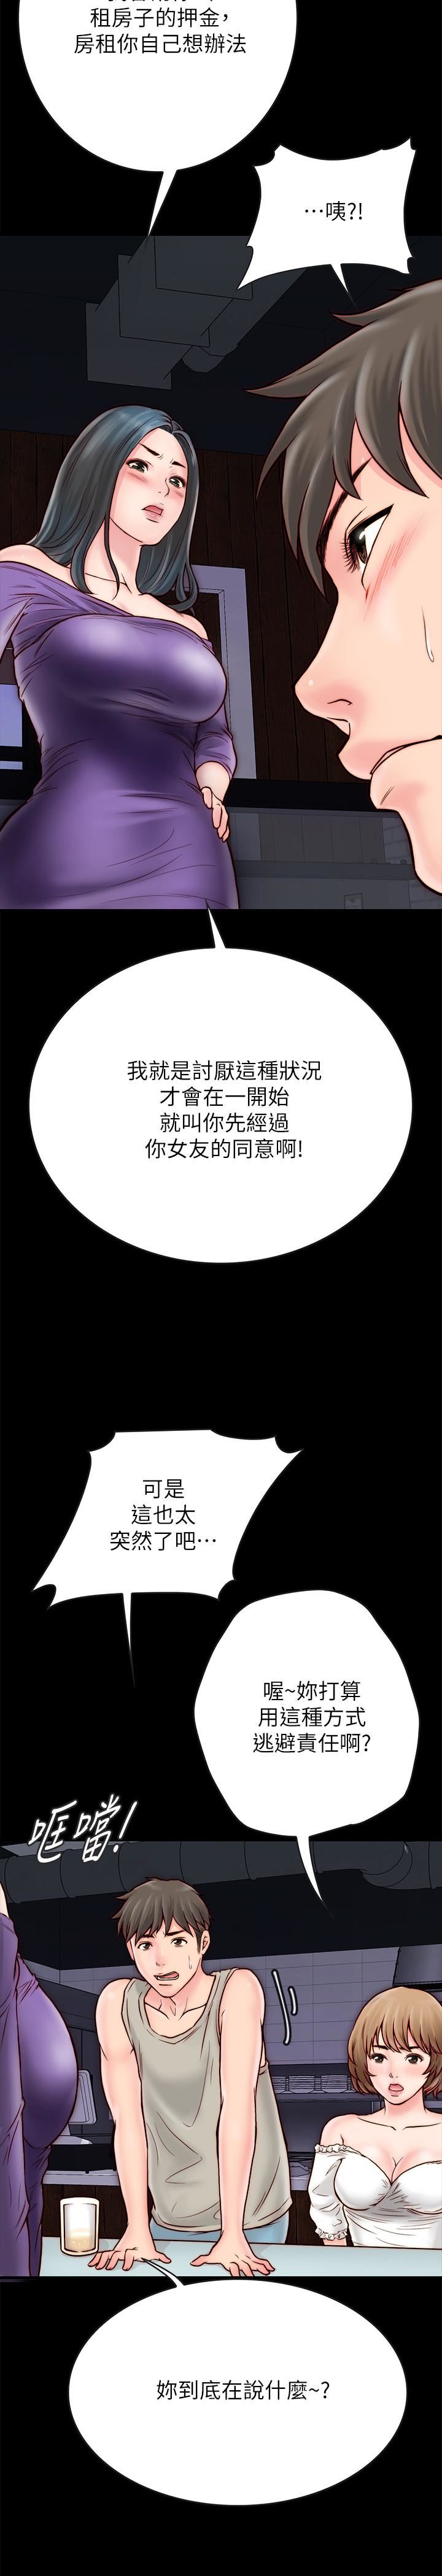 租房子的押金，
房租你自己想辦法
…咦?!
我就是討厭這種狀況
才會在一開始
就叫你先經過
你女友的同意啊!
可是
這也太
突然了吧…
喔~妳打算
用這種方式
逃避責任啊?
哐噹!
妳到底在說什麼~?